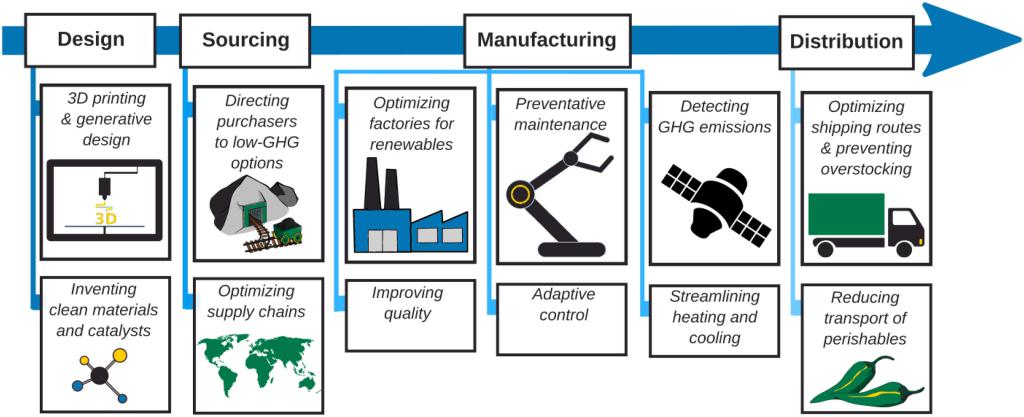 Design
Sourcing
Manufacturing
Distribution
3D printing
& generative
design
3D
Inventing
clean materials
and catalysts
Directing
purchasers
to low-GHG
options
Optimizing
supply chains
Optimizing
factories for
renewables
Improving
quality
Preventative
maintenance
Adaptive
control
Detecting
GHG emissions
Streamlining
heating and
cooling
Optimizing
shipping routes
& preventing
overstocking
Reducing
transport of
perishables